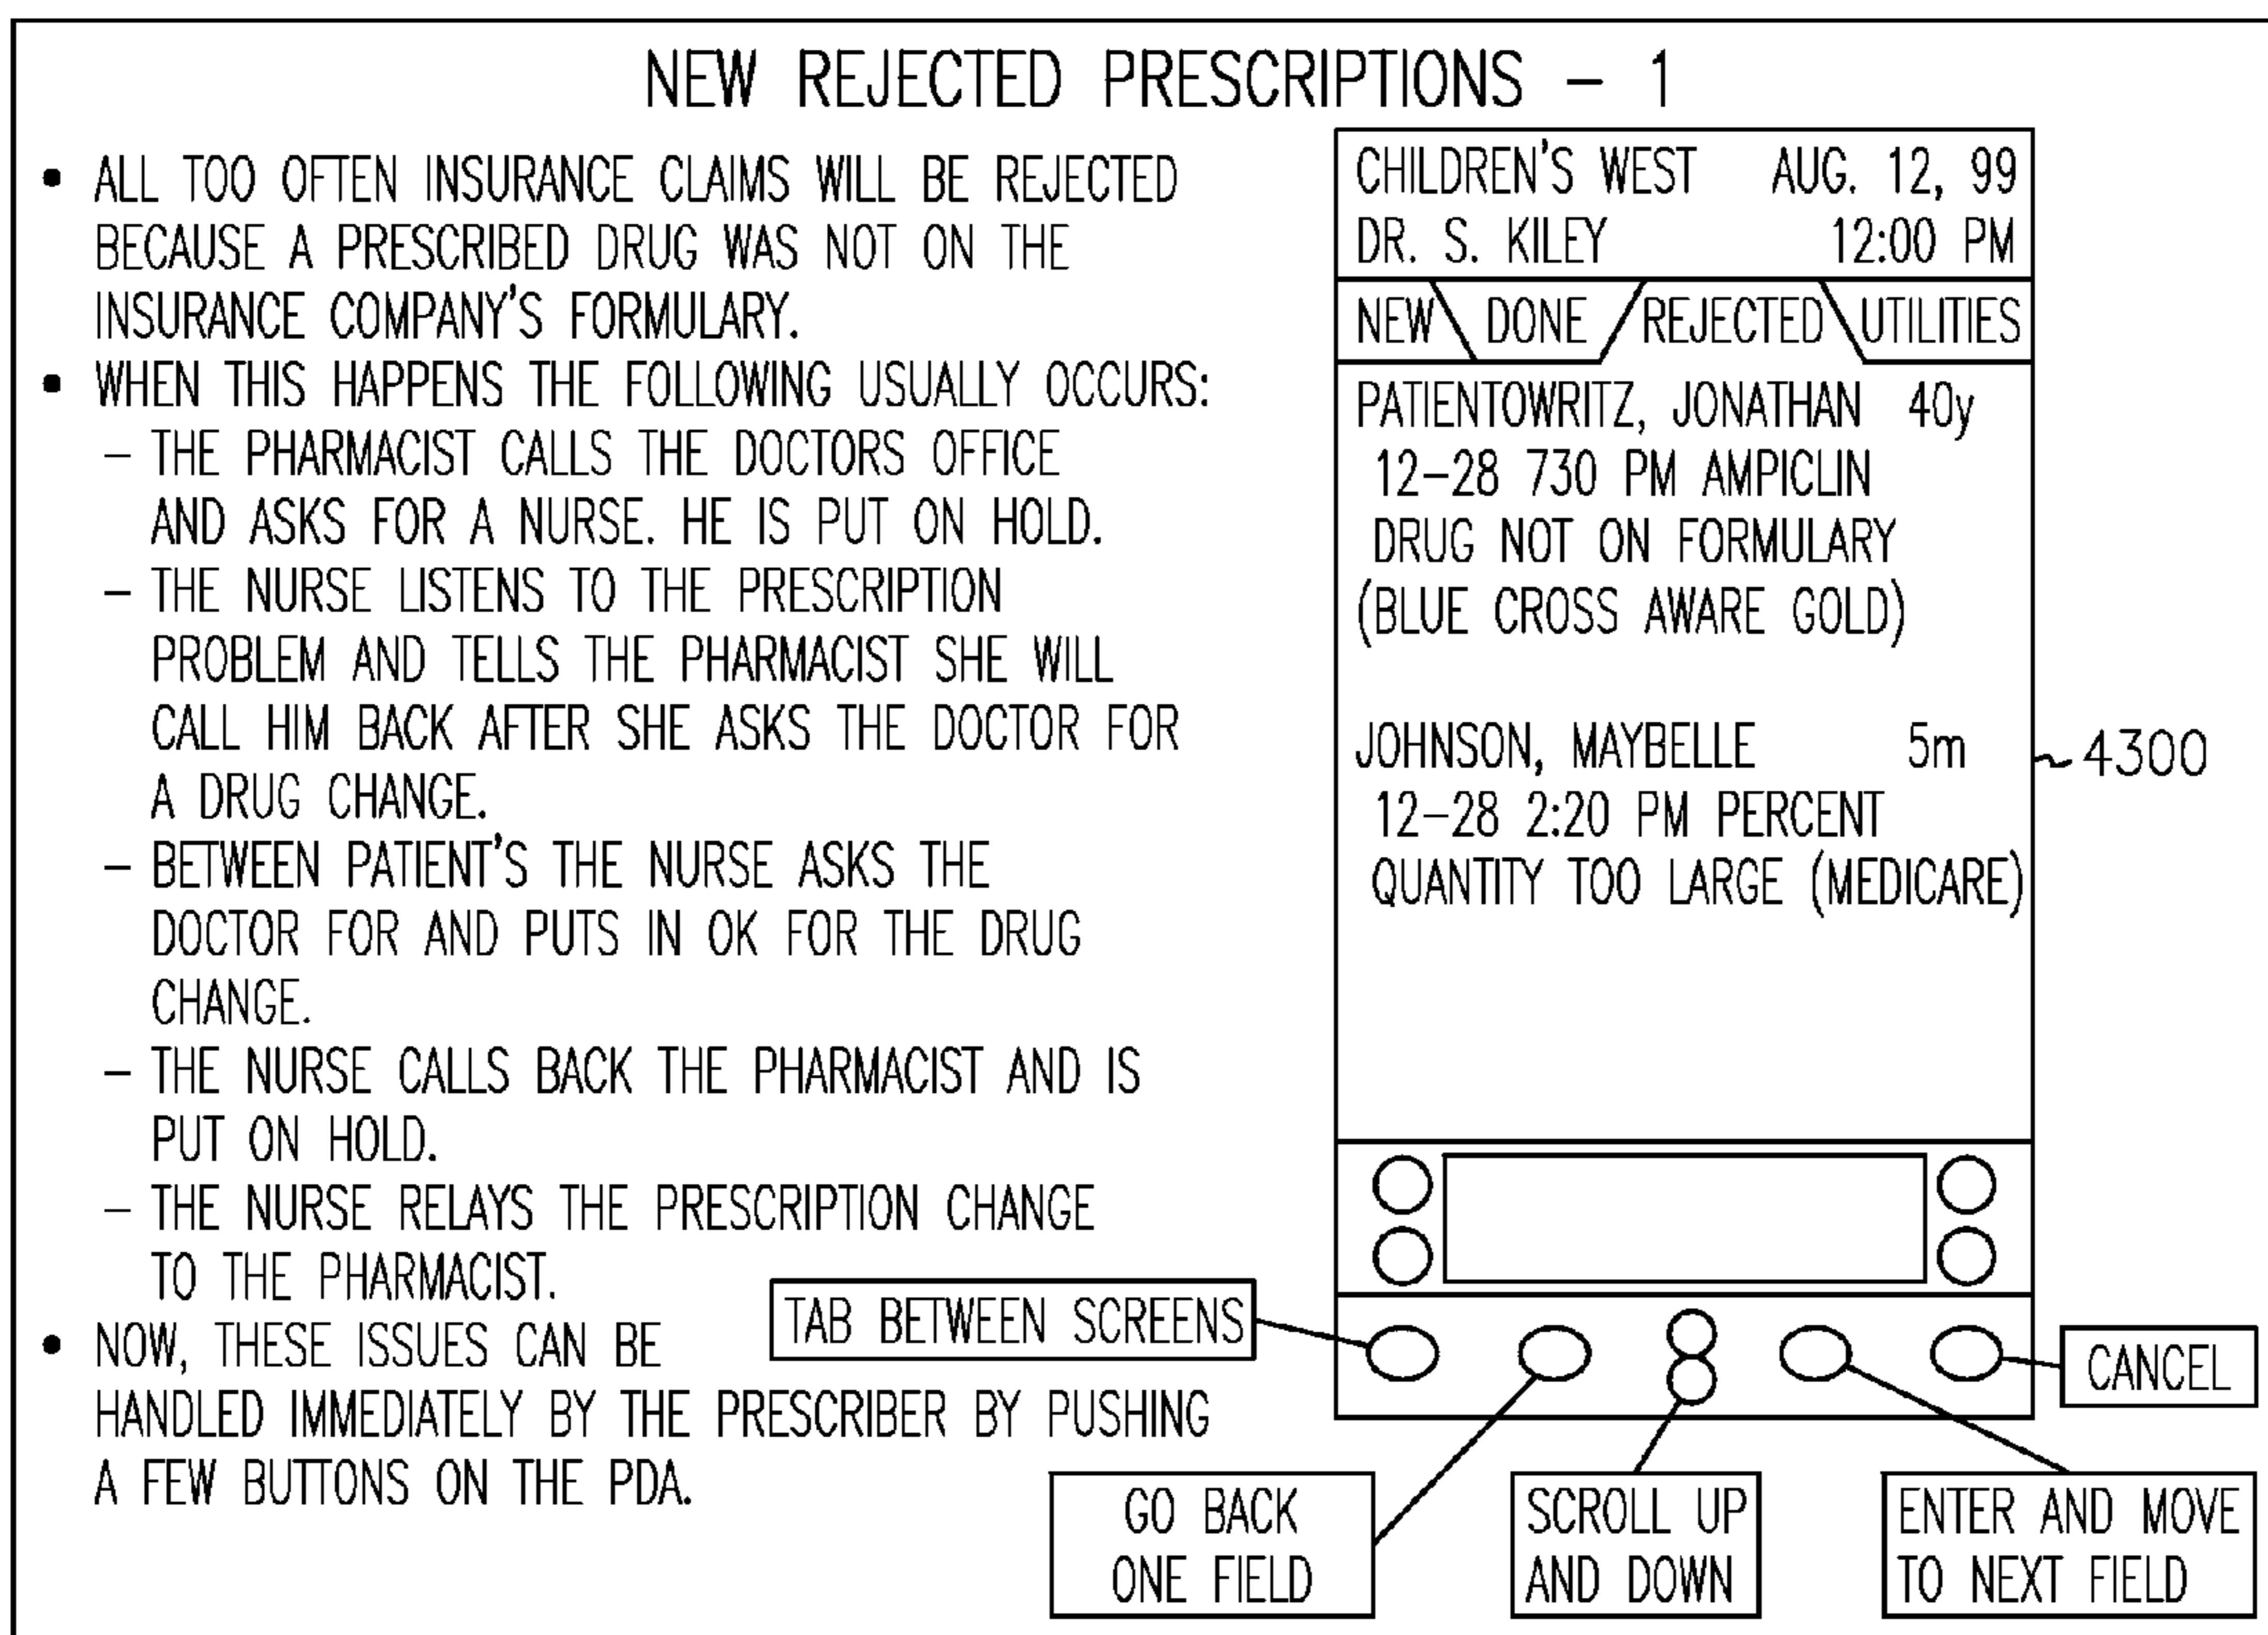 NEW REJECTED PRESCRIPTIONS – 1
• ALL TOO OFTEN INSURANCE CLAIMS WILL BE REJECTED
BECAUSE A PRESCRIBED DRUG WAS NOT ON THE
INSURANCE COMPANY'S FORMULARY.
• WHEN THIS HAPPENS THE FOLLOWING USUALLY OCCURS:
– THE PHARMACIST CALLS THE DOCTORS OFFICE
AND ASKS FOR A NURSE. HE IS PUT ON HOLD.
– THE NURSE LISTENS TO THE PRESCRIPTION
PROBLEM AND TELLS THE PHARMACIST SHE WILL
CALL HIM BACK AFTER SHE ASKS THE DOCTOR FOR
A DRUG CHANGE.
– BETWEEN PATIENT'S THE NURSE ASKS THE
DOCTOR FOR AND PUTS IN OK FOR THE DRUG
CHANGE.
– THE NURSE CALLS BACK THE PHARMACIST AND IS
PUT ON HOLD.
– THE NURSE RELAYS THE PRESCRIPTION CHANGE
TO THE PHARMACIST.
• NOW, THESE ISSUES CAN BE
HANDLED IMMEDIATELY BY THE PRESCRIBER BY PUSHING
A FEW BUTTONS ON THE PDA.
CHILDREN'S WEST AUG. 12, 99
DR. S. KILEY 12:00 PM
NEW DONE REJECTED UTILITIES
PATIENTOWRITZ, JONATHAN 40y
12–28 730 PM AMPICLIN
DRUG NOT ON FORMULARY
(BLUE CROSS AWARE GOLD)
JOHNSON, MAYBELLE 5m
12–28 2:20 PM PERCENT
QUANTITY TOO LARGE (MEDICARE)
4300
TAB BETWEEN SCREENS
CANCEL
GO BACK
ONE FIELD
SCROLL UP
AND DOWN
ENTER AND MOVE
TO NEXT FIELD